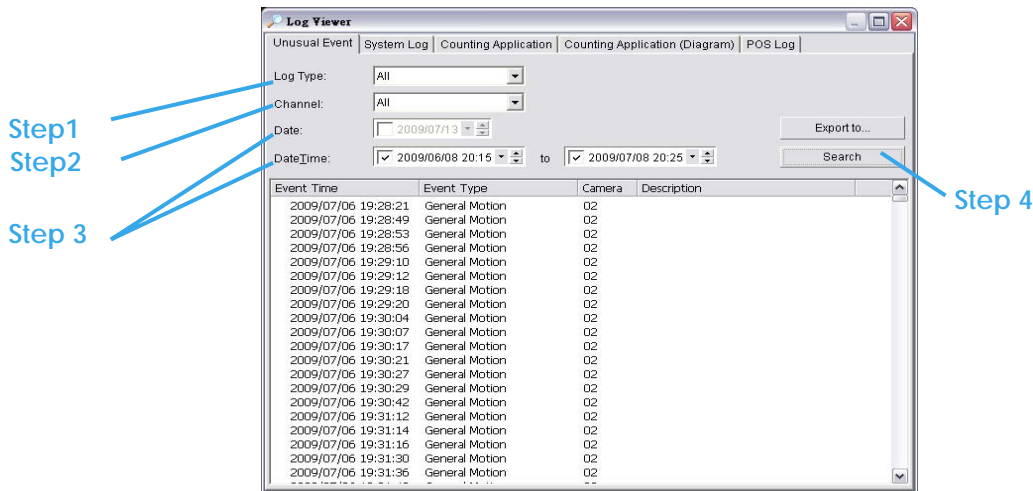 Log Viewer
Unusual Event System Log Counting Application Counting Application (Diagram) POS Log
Log Type: All
Channel: All
Date: 2009/07/13
Export to...
DateTime: 2009/06/08 20:15 to 2009/07/08 20:25
Search
Step1
Step2
Step 3
Step 4
Event Time Event Type Camera Description
2009/07/06 19:28:21 General Motion 02
2009/07/06 19:28:49 General Motion 02
2009/07/06 19:28:53 General Motion 02
2009/07/06 19:28:56 General Motion 02
2009/07/06 19:29:10 General Motion 02
2009/07/06 19:29:12 General Motion 02
2009/07/06 19:29:18 General Motion 02
2009/07/06 19:29:20 General Motion 02
2009/07/06 19:30:04 General Motion 02
2009/07/06 19:30:07 General Motion 02
2009/07/06 19:30:17 General Motion 02
2009/07/06 19:30:21 General Motion 02
2009/07/06 19:30:27 General Motion 02
2009/07/06 19:30:29 General Motion 02
2009/07/06 19:30:42 General Motion 02
2009/07/06 19:31:12 General Motion 02
2009/07/06 19:31:14 General Motion 02
2009/07/06 19:31:16 General Motion 02
2009/07/06 19:31:30 General Motion 02
2009/07/06 19:31:36 General Motion 02